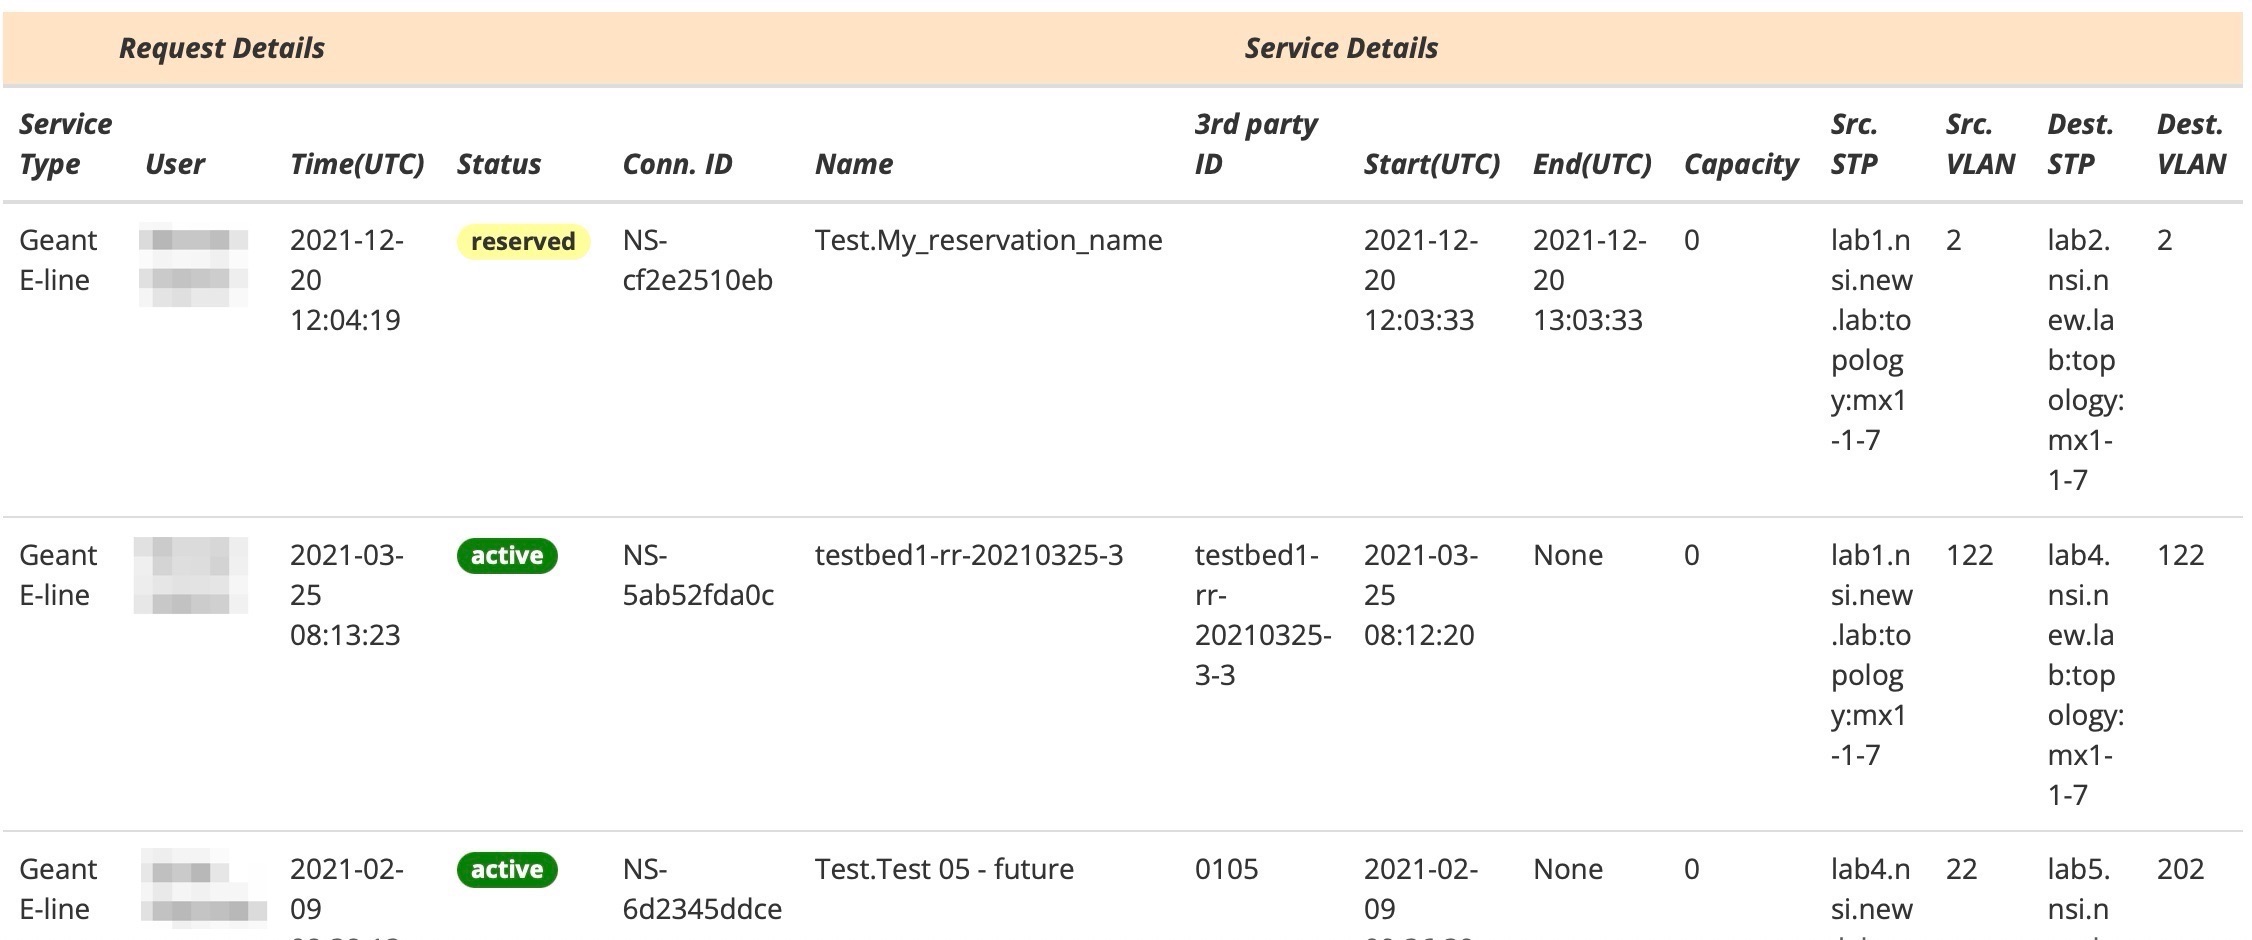 Request Details Service Details
Service Type User Time(UTC) Status Conn. ID Name 3rd party ID Start(UTC) End(UTC) Capacity Src. STP Src. VLAN Dest. STP Dest. VLAN
Geant E-line 2021-12-20 12:04:19 reserved NS-cf2e2510eb Test.My_reservation_name 2021-12-20 12:03:33 2021-12-20 13:03:33 0 lab1.nsi.new.lab:topology:mx1-1-7 2 lab2.nsi.new.lab:topology:mx1-1-7 2
Geant E-line 2021-03-25 08:13:23 active NS-5ab52fda0c testbed1-rr-20210325-3 testbed1-rr-20210325-3-3 2021-03-25 08:12:20 None 0 lab1.nsi.new.lab:topology:mx1-1-7 122 lab4.nsi.new.lab:topology:mx1-1-7 122
Geant E-line 2021-02-09 active NS-6d2345ddce Test.Test 05 - future 0105 2021-02-09 None 0 lab4.nsi.new 22 lab5.nsi.n 202